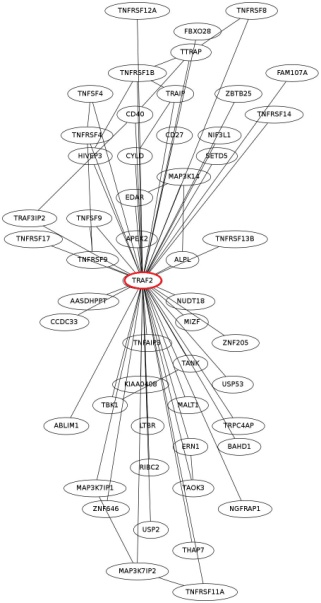 TNFRSF12A
TNFRSF8
FBXO28
TTRAP
TNFRSF1B
FAM107A
TNFSF4
TRAIP
ZBTB25
CD40
TNFRSF14
TNFRSF4
CD27
NIF3L1
HIVEP3
CYLD
SETD5
MAP3K14
EDAR
TRAF3IP2
TNFSF9
TNFRSF17
APEX2
TNFRSF13B
TNFRSF9
ALPL
TRAF2
AASDHPPT
NUDT18
CCDC33
MIZF
TNFAIP3
ZNF205
TANK
KIAA040B
USP53
TBK1
MALT1
ABLIM1
LTBR
TRPC4AP
ERN1
BAHD1
RIBC2
MAP3K7IP1
TAOK3
ZNF646
NGFRAP1
USP2
THAP7
MAP3K7IP2
TNFRSF11A